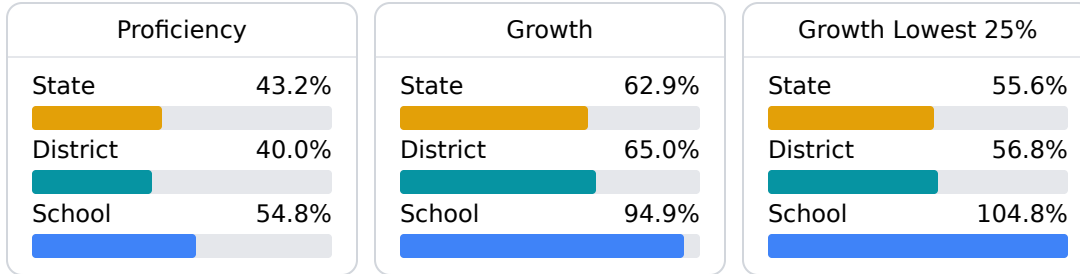 Proficiency
State 43.2%
District 40.0%
School 54.8%
Growth
State 62.9%
District 65.0%
School 94.9%
Growth Lowest 25%
State 55.6%
District 56.8%
School 104.8%